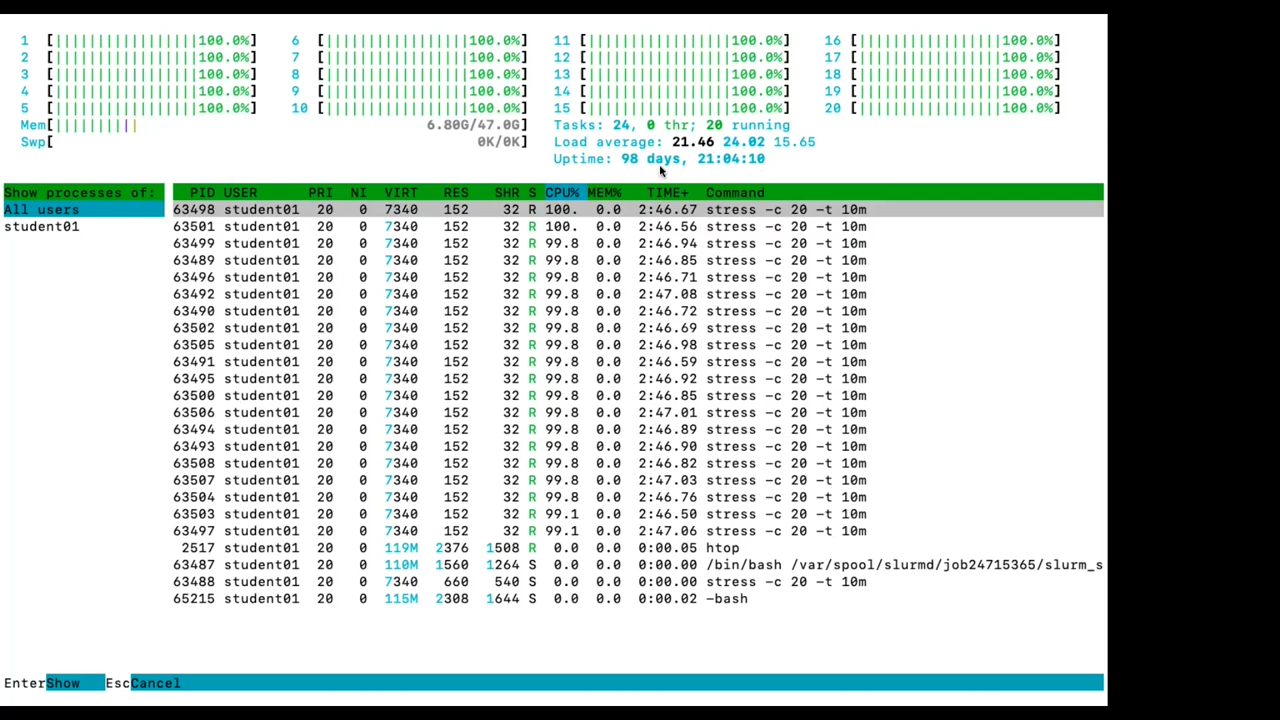 1 [|||||||||||||||||100.0%] 6 [|||||||||||||||||100.0%] 11 [|||||||||||||||||100.0%] 16 [|||||||||||||||||100.0%]
2 [|||||||||||||||||100.0%] 7 [|||||||||||||||||100.0%] 12 [|||||||||||||||||100.0%] 17 [|||||||||||||||||100.0%]
3 [|||||||||||||||||100.0%] 8 [|||||||||||||||||100.0%] 13 [|||||||||||||||||100.0%] 18 [|||||||||||||||||100.0%]
4 [|||||||||||||||||100.0%] 9 [|||||||||||||||||100.0%] 14 [|||||||||||||||||100.0%] 19 [|||||||||||||||||100.0%]
5 [|||||||||||||||||100.0%] 10 [|||||||||||||||||100.0%] 15 [|||||||||||||||||100.0%] 20 [|||||||||||||||||100.0%]
Mem[|||||||||| 6.80G/47.0G] Tasks: 24, 0 thr; 20 running
Swp[ 0K/0K] Load average: 21.46 24.02 15.65
Uptime: 98 days, 21:04:10
Show processes of: PID USER PRI NI VIRT RES SHR S CPU% MEM% TIME+ Command
All users 63498 student01 20 0 7340 152 32 R 100. 0.0 2:46.67 stress -c 20 -t 10m
student01 63501 student01 20 0 7340 152 32 R 100. 0.0 2:46.56 stress -c 20 -t 10m
63499 student01 20 0 7340 152 32 R 99.8 0.0 2:46.94 stress -c 20 -t 10m
63489 student01 20 0 7340 152 32 R 99.8 0.0 2:46.85 stress -c 20 -t 10m
63496 student01 20 0 7340 152 32 R 99.8 0.0 2:46.71 stress -c 20 -t 10m
63492 student01 20 0 7340 152 32 R 99.8 0.0 2:47.08 stress -c 20 -t 10m
63490 student01 20 0 7340 152 32 R 99.8 0.0 2:46.72 stress -c 20 -t 10m
63502 student01 20 0 7340 152 32 R 99.8 0.0 2:46.69 stress -c 20 -t 10m
63505 student01 20 0 7340 152 32 R 99.8 0.0 2:46.98 stress -c 20 -t 10m
63491 student01 20 0 7340 152 32 R 99.8 0.0 2:46.59 stress -c 20 -t 10m
63495 student01 20 0 7340 152 32 R 99.8 0.0 2:46.92 stress -c 20 -t 10m
63500 student01 20 0 7340 152 32 R 99.8 0.0 2:46.85 stress -c 20 -t 10m
63506 student01 20 0 7340 152 32 R 99.8 0.0 2:47.01 stress -c 20 -t 10m
63494 student01 20 0 7340 152 32 R 99.8 0.0 2:46.89 stress -c 20 -t 10m
63493 student01 20 0 7340 152 32 R 99.8 0.0 2:46.90 stress -c 20 -t 10m
63508 student01 20 0 7340 152 32 R 99.8 0.0 2:46.82 stress -c 20 -t 10m
63507 student01 20 0 7340 152 32 R 99.8 0.0 2:47.03 stress -c 20 -t 10m
63504 student01 20 0 7340 152 32 R 99.8 0.0 2:46.76 stress -c 20 -t 10m
63503 student01 20 0 7340 152 32 R 99.1 0.0 2:46.50 stress -c 20 -t 10m
63497 student01 20 0 7340 152 32 R 99.1 0.0 2:47.06 stress -c 20 -t 10m
2517 student01 20 0 119M 2376 1508 R 0.0 0.0 0:00.05 htop
63487 student01 20 0 110M 1560 1264 S 0.0 0.0 0:00.00 /bin/bash /var/spool/slurmd/job24715365/slurm_s
63488 student01 20 0 7340 660 540 S 0.0 0.0 0:00.00 stress -c 20 -t 10m
65215 student01 20 0 115M 2308 1644 S 0.0 0.0 0:00.02 -bash
EnterShow EscCancel